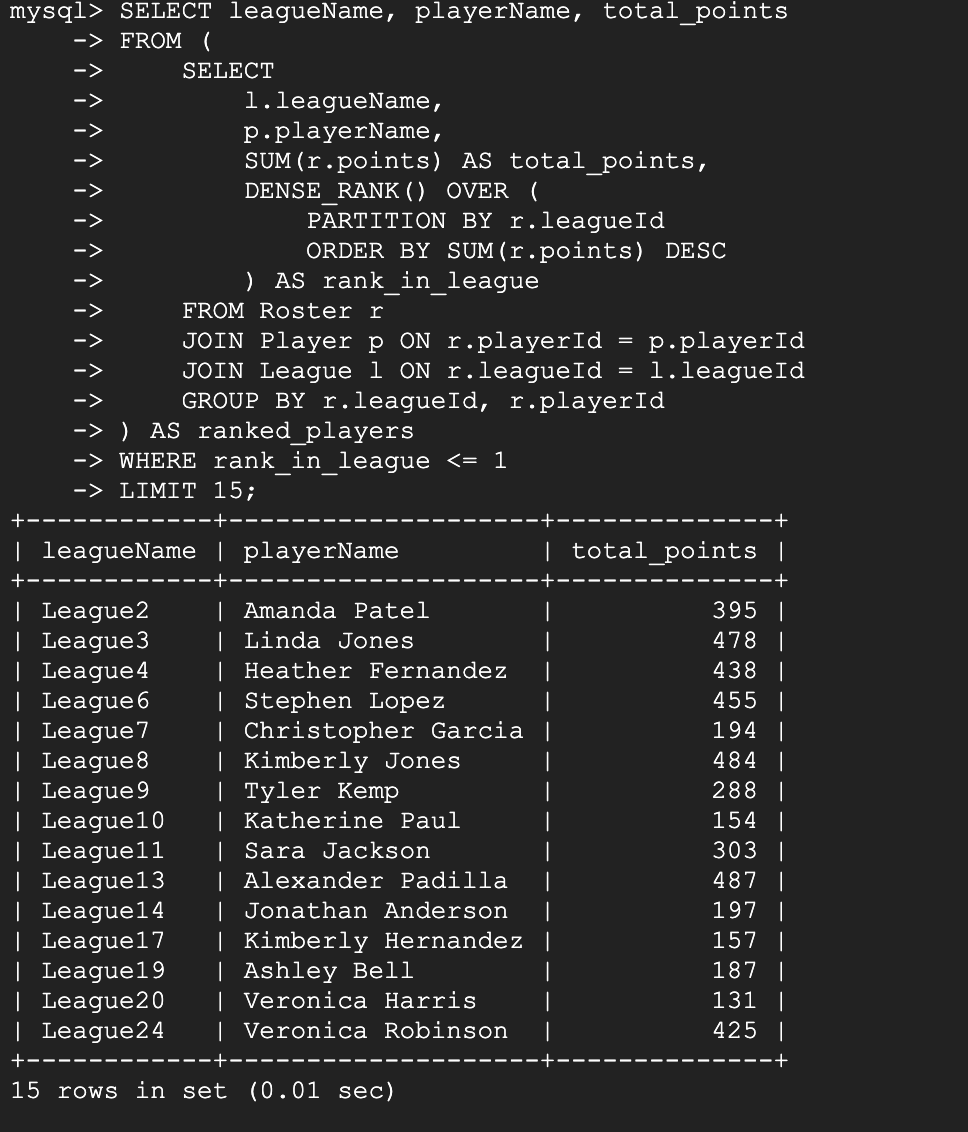 mysql> SELECT leagueName, playerName, total_points
    -> FROM (
    ->     SELECT
    ->         l.leagueName,
    ->         p.playerName,
    ->         SUM(r.points) AS total_points,
    ->         DENSE_RANK() OVER (
    ->             PARTITION BY r.leagueId
    ->             ORDER BY SUM(r.points) DESC
    ->         ) AS rank_in_league
    ->     FROM Roster r
    ->     JOIN Player p ON r.playerId = p.playerId
    ->     JOIN League l ON r.leagueId = l.leagueId
    ->     GROUP BY r.leagueId, r.playerId
    -> ) AS ranked_players
    -> WHERE rank_in_league <= 1
    -> LIMIT 15;
+------------+--------------------+--------------+
| leagueName | playerName         | total_points |
+------------+--------------------+--------------+
| League2    | Amanda Patel       |          395 |
| League3    | Linda Jones        |          478 |
| League4    | Heather Fernandez  |          438 |
| League6    | Stephen Lopez      |          455 |
| League7    | Christopher Garcia |          194 |
| League8    | Kimberly Jones     |          484 |
| League9    | Tyler Kemp         |          288 |
| League10   | Katherine Paul     |          154 |
| League11   | Sara Jackson       |          303 |
| League13   | Alexander Padilla  |          487 |
| League14   | Jonathan Anderson  |          197 |
| League17   | Kimberly Hernandez |          157 |
| League19   | Ashley Bell        |          187 |
| League20   | Veronica Harris    |          131 |
| League24   | Veronica Robinson  |          425 |
+------------+--------------------+--------------+
15 rows in set (0.01 sec)